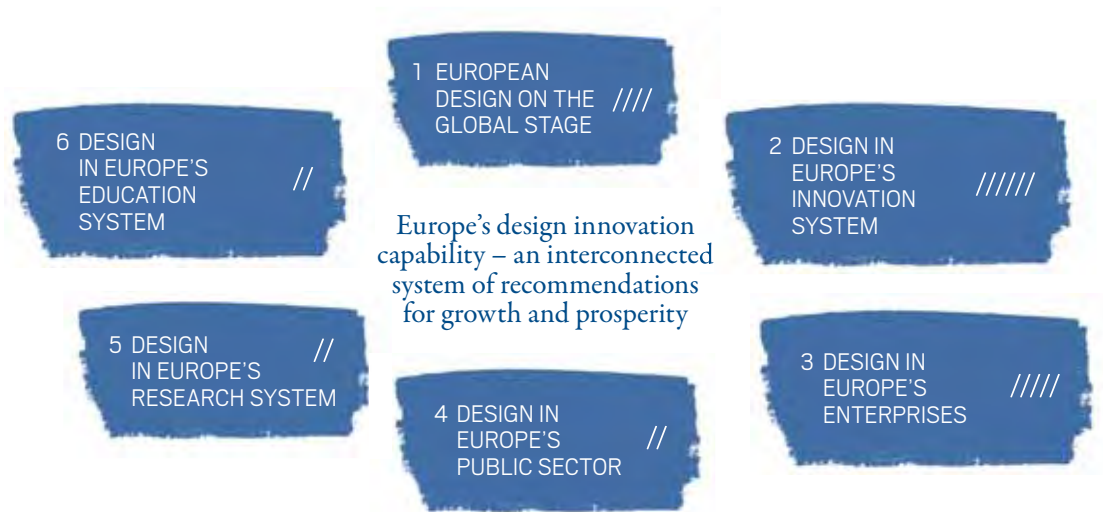 1 EUROPEAN
DESIGN ON THE ////
GLOBAL STAGE
2 DESIGN IN
EUROPE'S
INNOVATION //////
SYSTEM
3 DESIGN IN
EUROPE'S /////
ENTERPRISES
4 DESIGN IN
EUROPE'S //
PUBLIC SECTOR
5 DESIGN //
IN EUROPE'S
RESEARCH SYSTEM
6 DESIGN
IN EUROPE'S //
EDUCATION
SYSTEM
Europe’s design innovation
capability – an interconnected
system of recommendations
for growth and prosperity